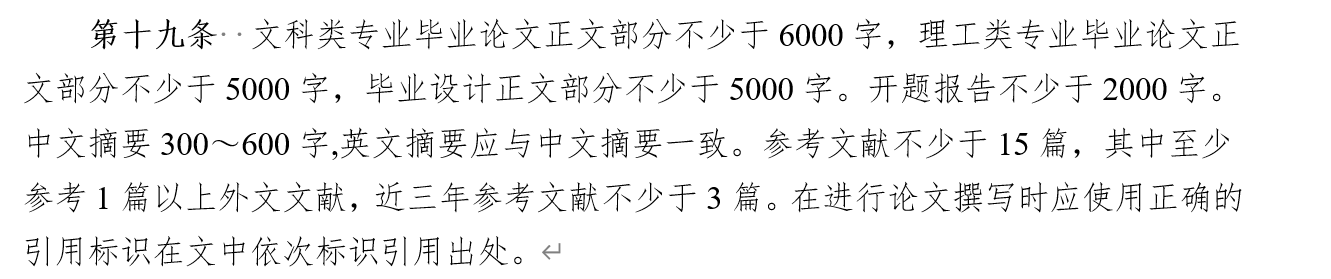 第十九条 文科类专业毕业论文正文部分不少于 6000 字，理工类专业毕业论文正
文部分不少于 5000 字，毕业设计正文部分不少于 5000 字。开题报告不少于 2000 字。
中文摘要 300～600 字,英文摘要应与中文摘要一致。参考文献不少于 15 篇，其中至少
参考 1 篇以上外文文献，近三年参考文献不少于 3 篇。在进行论文撰写时应使用正确的
引用标识在文中依次标识引用出处。